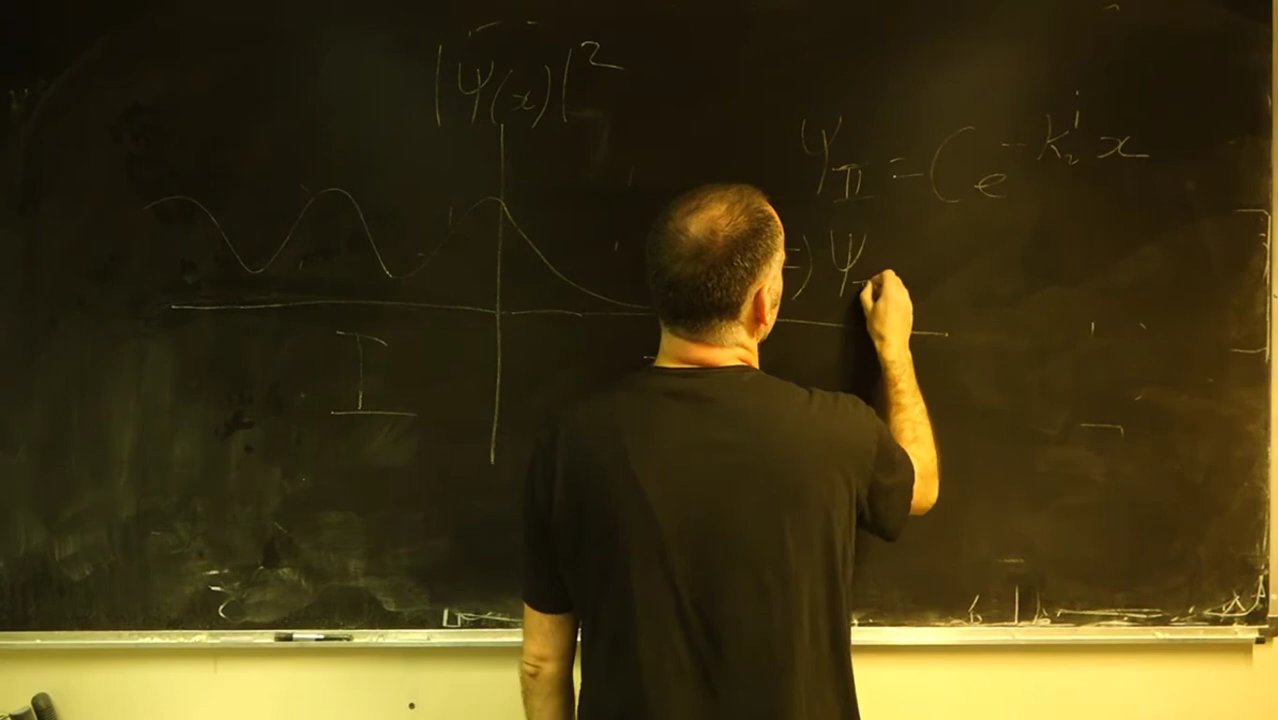 |ψ(x)|²
ψ_II = C e^{-k₂' x}
=) ψ
I